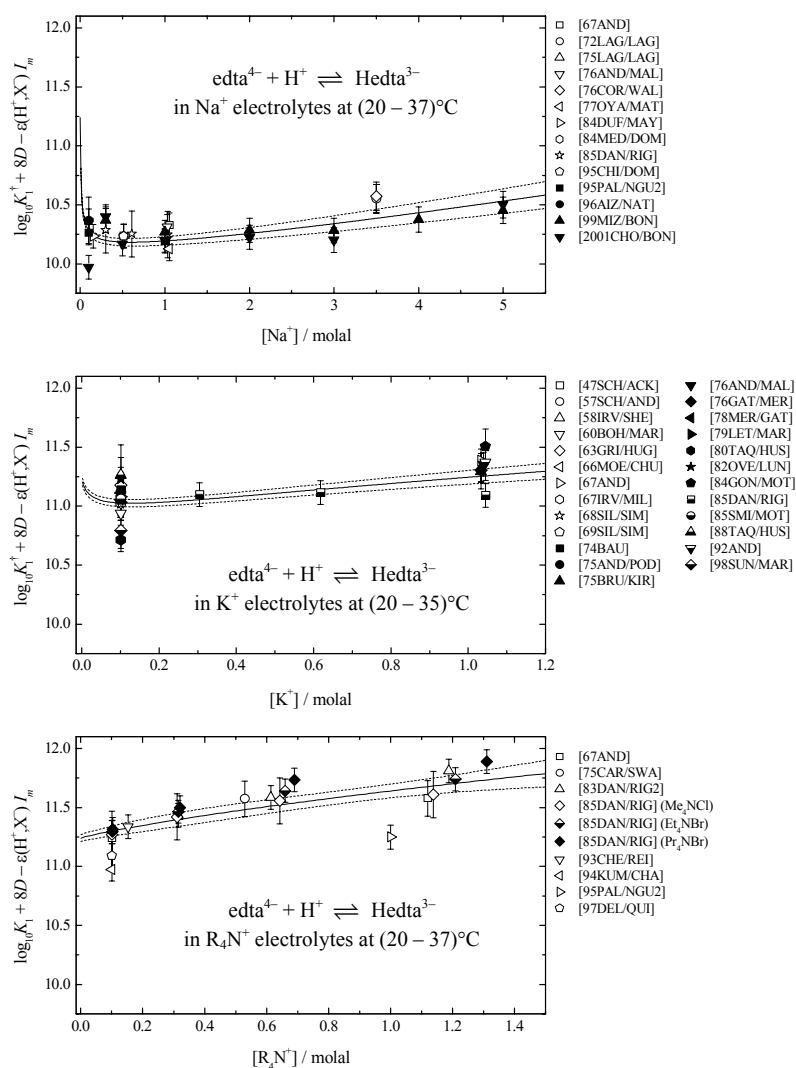 12.0
11.5
11.0
10.5
10.0
log₁₀K₁† + 8D − ε(H⁺,X⁻) Iₘ
edta⁴⁻ + H⁺ ⇌ Hedta³⁻
in Na⁺ electrolytes at (20 – 37)°C
0 1 2 3 4 5
[Na⁺] / molal
[67AND]
[72LAG/LAG]
[75LAG/LAG]
[76AND/MAL]
[76COR/WAL]
[77OYA/MAT]
[84DUF/MAY]
[84MED/DOM]
[85DAN/RIG]
[95CHI/DOM]
[95PAL/NGU2]
[96AIZ/NAT]
[99MIZ/BON]
[2001CHO/BON]
12.0
11.5
11.0
10.5
10.0
log₁₀K₁† + 8D − ε(H⁺,X⁻) Iₘ
edta⁴⁻ + H⁺ ⇌ Hedta³⁻
in K⁺ electrolytes at (20 – 35)°C
0.0 0.2 0.4 0.6 0.8 1.0 1.2
[K⁺] / molal
[47SCH/ACK]
[57SCH/AND]
[58IRV/SHE]
[60BOH/MAR]
[63GRI/HUG]
[66MOE/CHU]
[67AND]
[67IRV/MIL]
[68SIL/SIM]
[69SIL/SIM]
[74BAU]
[75AND/POD]
[75BRU/KIR]
[76AND/MAL]
[76GAT/MER]
[78MER/GAT]
[79LET/MAR]
[80TAQ/HUS]
[82OVE/LUN]
[84GON/MOT]
[85DAN/RIG]
[85SMI/MOT]
[88TAQ/HUS]
[92AND]
[98SUN/MAR]
12.0
11.5
11.0
10.5
10.0
log₁₀K₁ + 8D − ε(H⁺,X⁻) Iₘ
edta⁴⁻ + H⁺ ⇌ Hedta³⁻
in R₄N⁺ electrolytes at (20 – 37)°C
0.0 0.2 0.4 0.6 0.8 1.0 1.2 1.4
[R₄N⁺] / molal
[67AND]
[75CAR/SWA]
[83DAN/RIG2]
[85DAN/RIG] (Me₄NCl)
[85DAN/RIG] (Et₄NBr)
[85DAN/RIG] (Pr₄NBr)
[93CHE/REI]
[94KUM/CHA]
[95PAL/NGU2]
[97DEL/QUI]